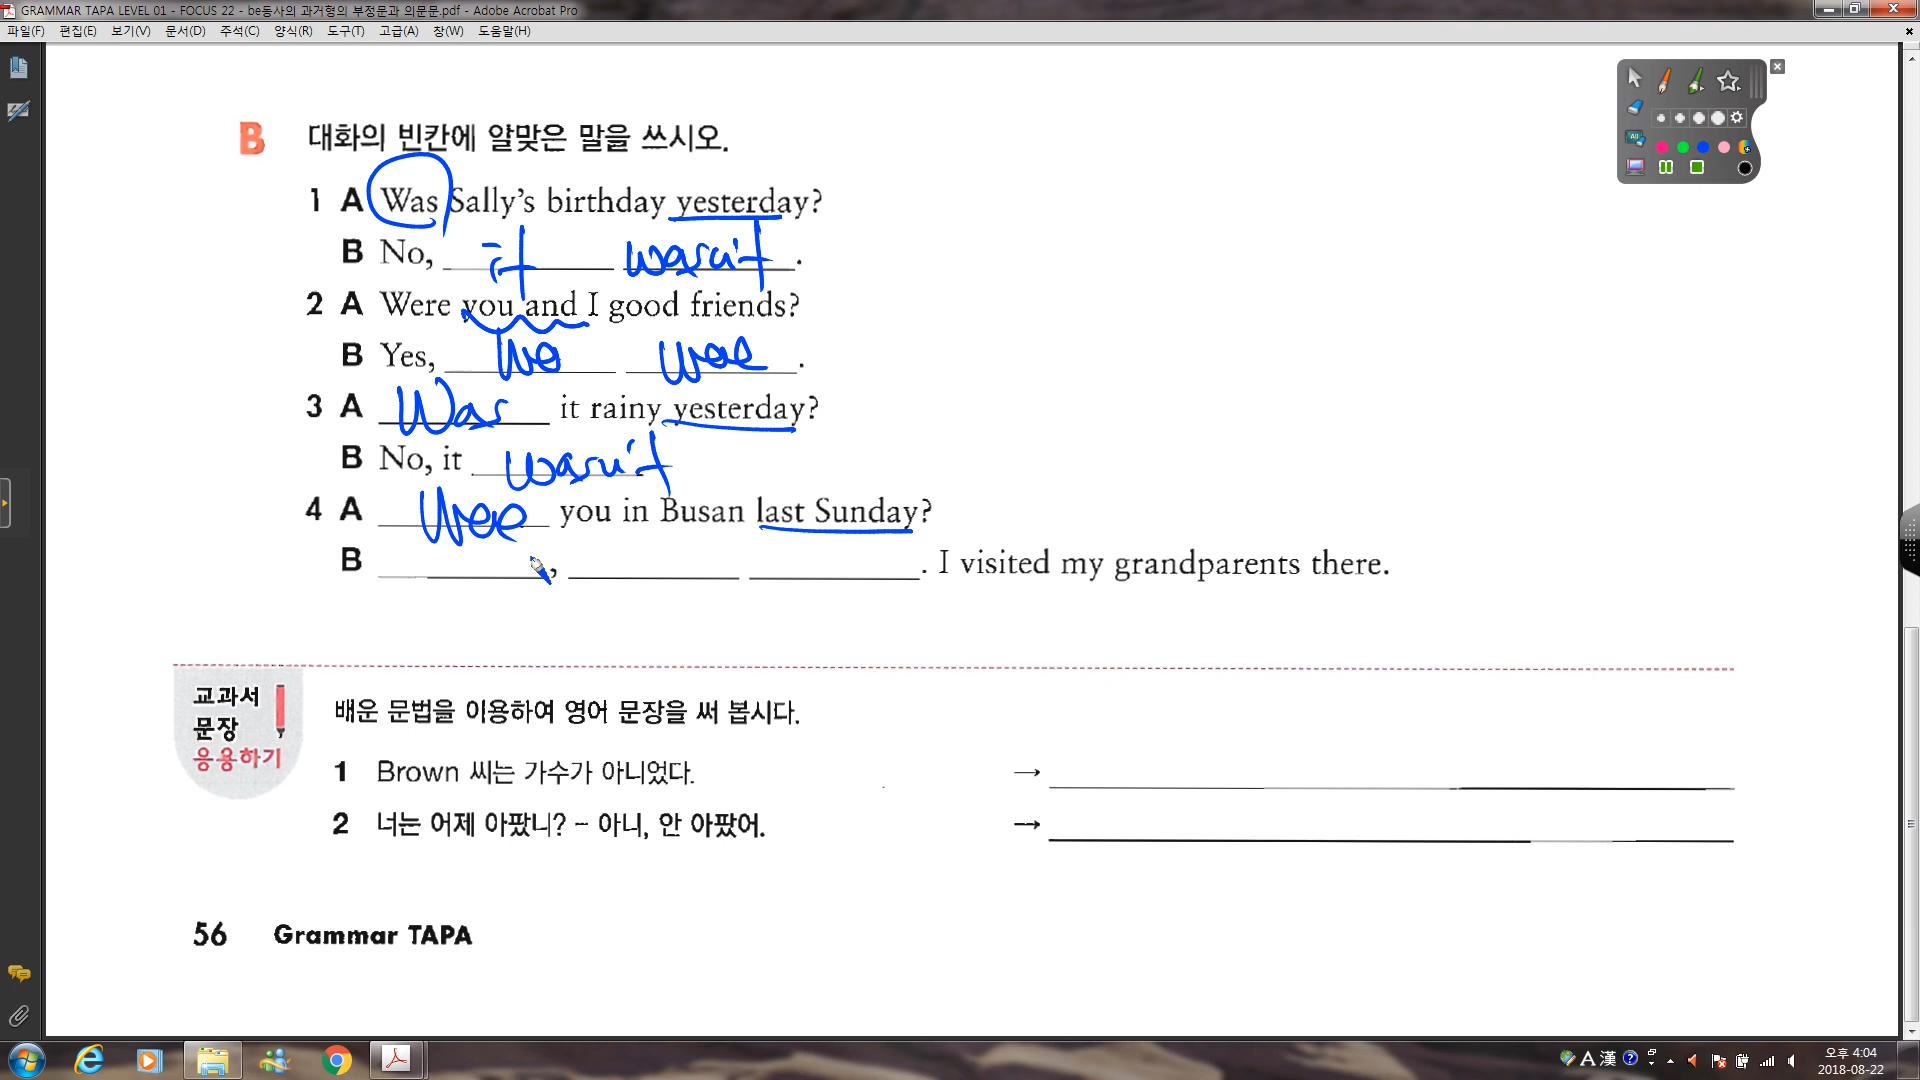 GRAMMAR TAPA LEVEL 01 - FOCUS 22 - be동사의 과거형의 부정문과 의문문.pdf - Adobe Acrobat Pro
파일(F) 편집(E) 보기(V) 문서(D) 주석(C) 양식(R) 도구(T) 고급(A) 창(W) 도움말(H)
B 대화의 빈칸에 알맞은 말을 쓰시오.
1 A Was Sally's birthday yesterday?
B No, it wasn't.
2 A Were you and I good friends?
B Yes, we were.
3 A Was it rainy yesterday?
B No, it wasn't
4 A Were you in Busan last Sunday?
B ________, ________ ________. I visited my grandparents there.
교과서
문장
응용하기
배운 문법을 이용하여 영어 문장을 써 봅시다.
1 Brown 씨는 가수가 아니었다. →
2 너는 어제 아팠니? – 아니, 안 아팠어. →
56 Grammar TAPA
A 漢
오후 4:04
2018-08-22